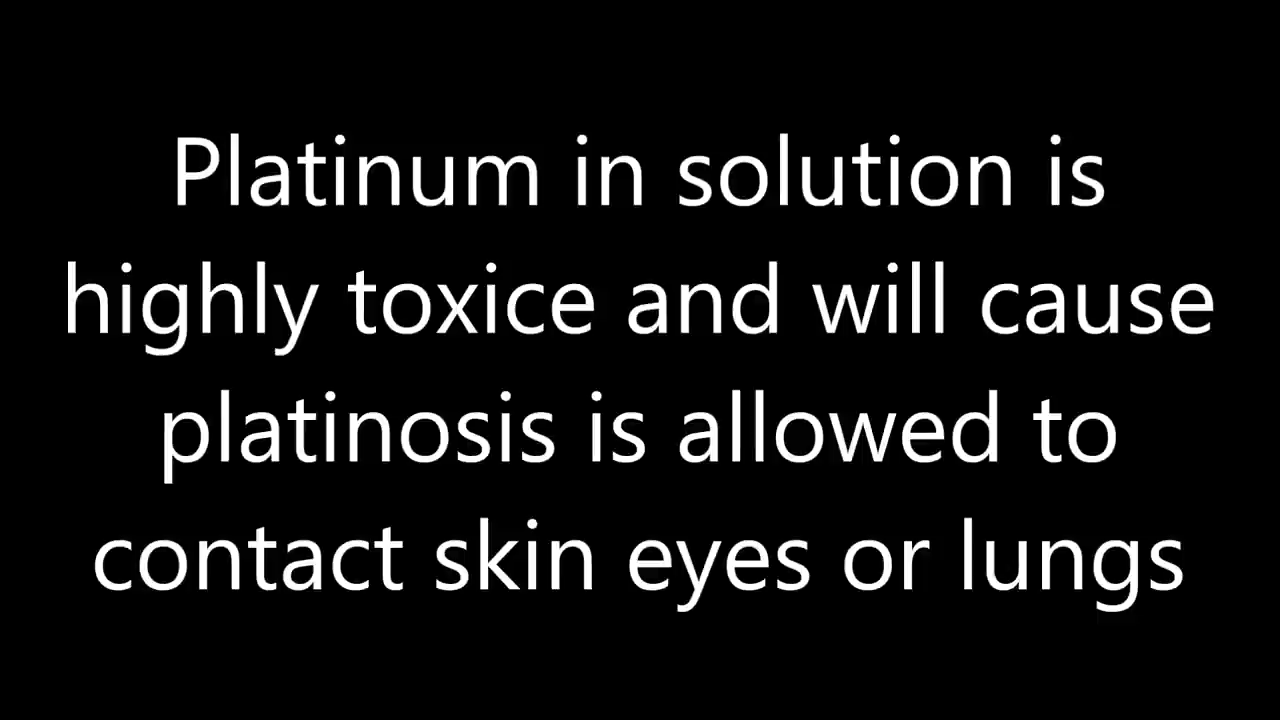 Platinum in solution is
highly toxice and will cause
platinosis is allowed to
contact skin eyes or lungs